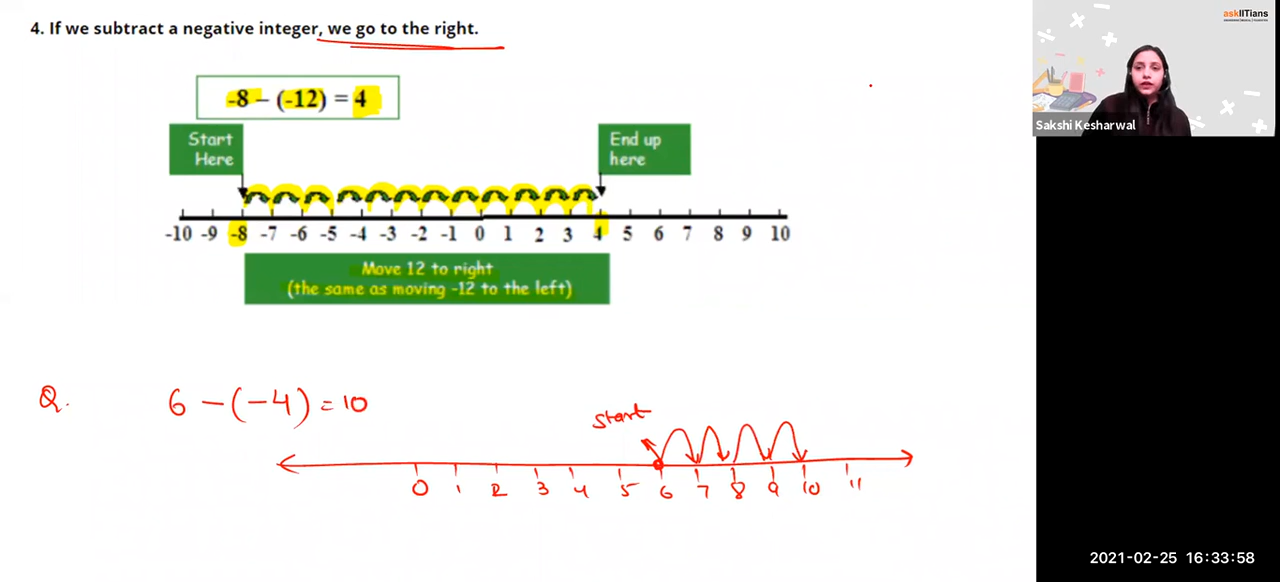 4. If we subtract a negative integer, we go to the right.
askIITians
-8 – (-12) = 4
Start
Here
End up
here
-10 -9 -8 -7 -6 -5 -4 -3 -2 -1 0 1 2 3 4 5 6 7 8 9 10
Move 12 to right
(the same as moving -12 to the left)
Sakshi Kesharwal
Q. 6 - (-4) = 10
Start
0 1 2 3 4 5 6 7 8 9 10 11
2021-02-25 16:33:58